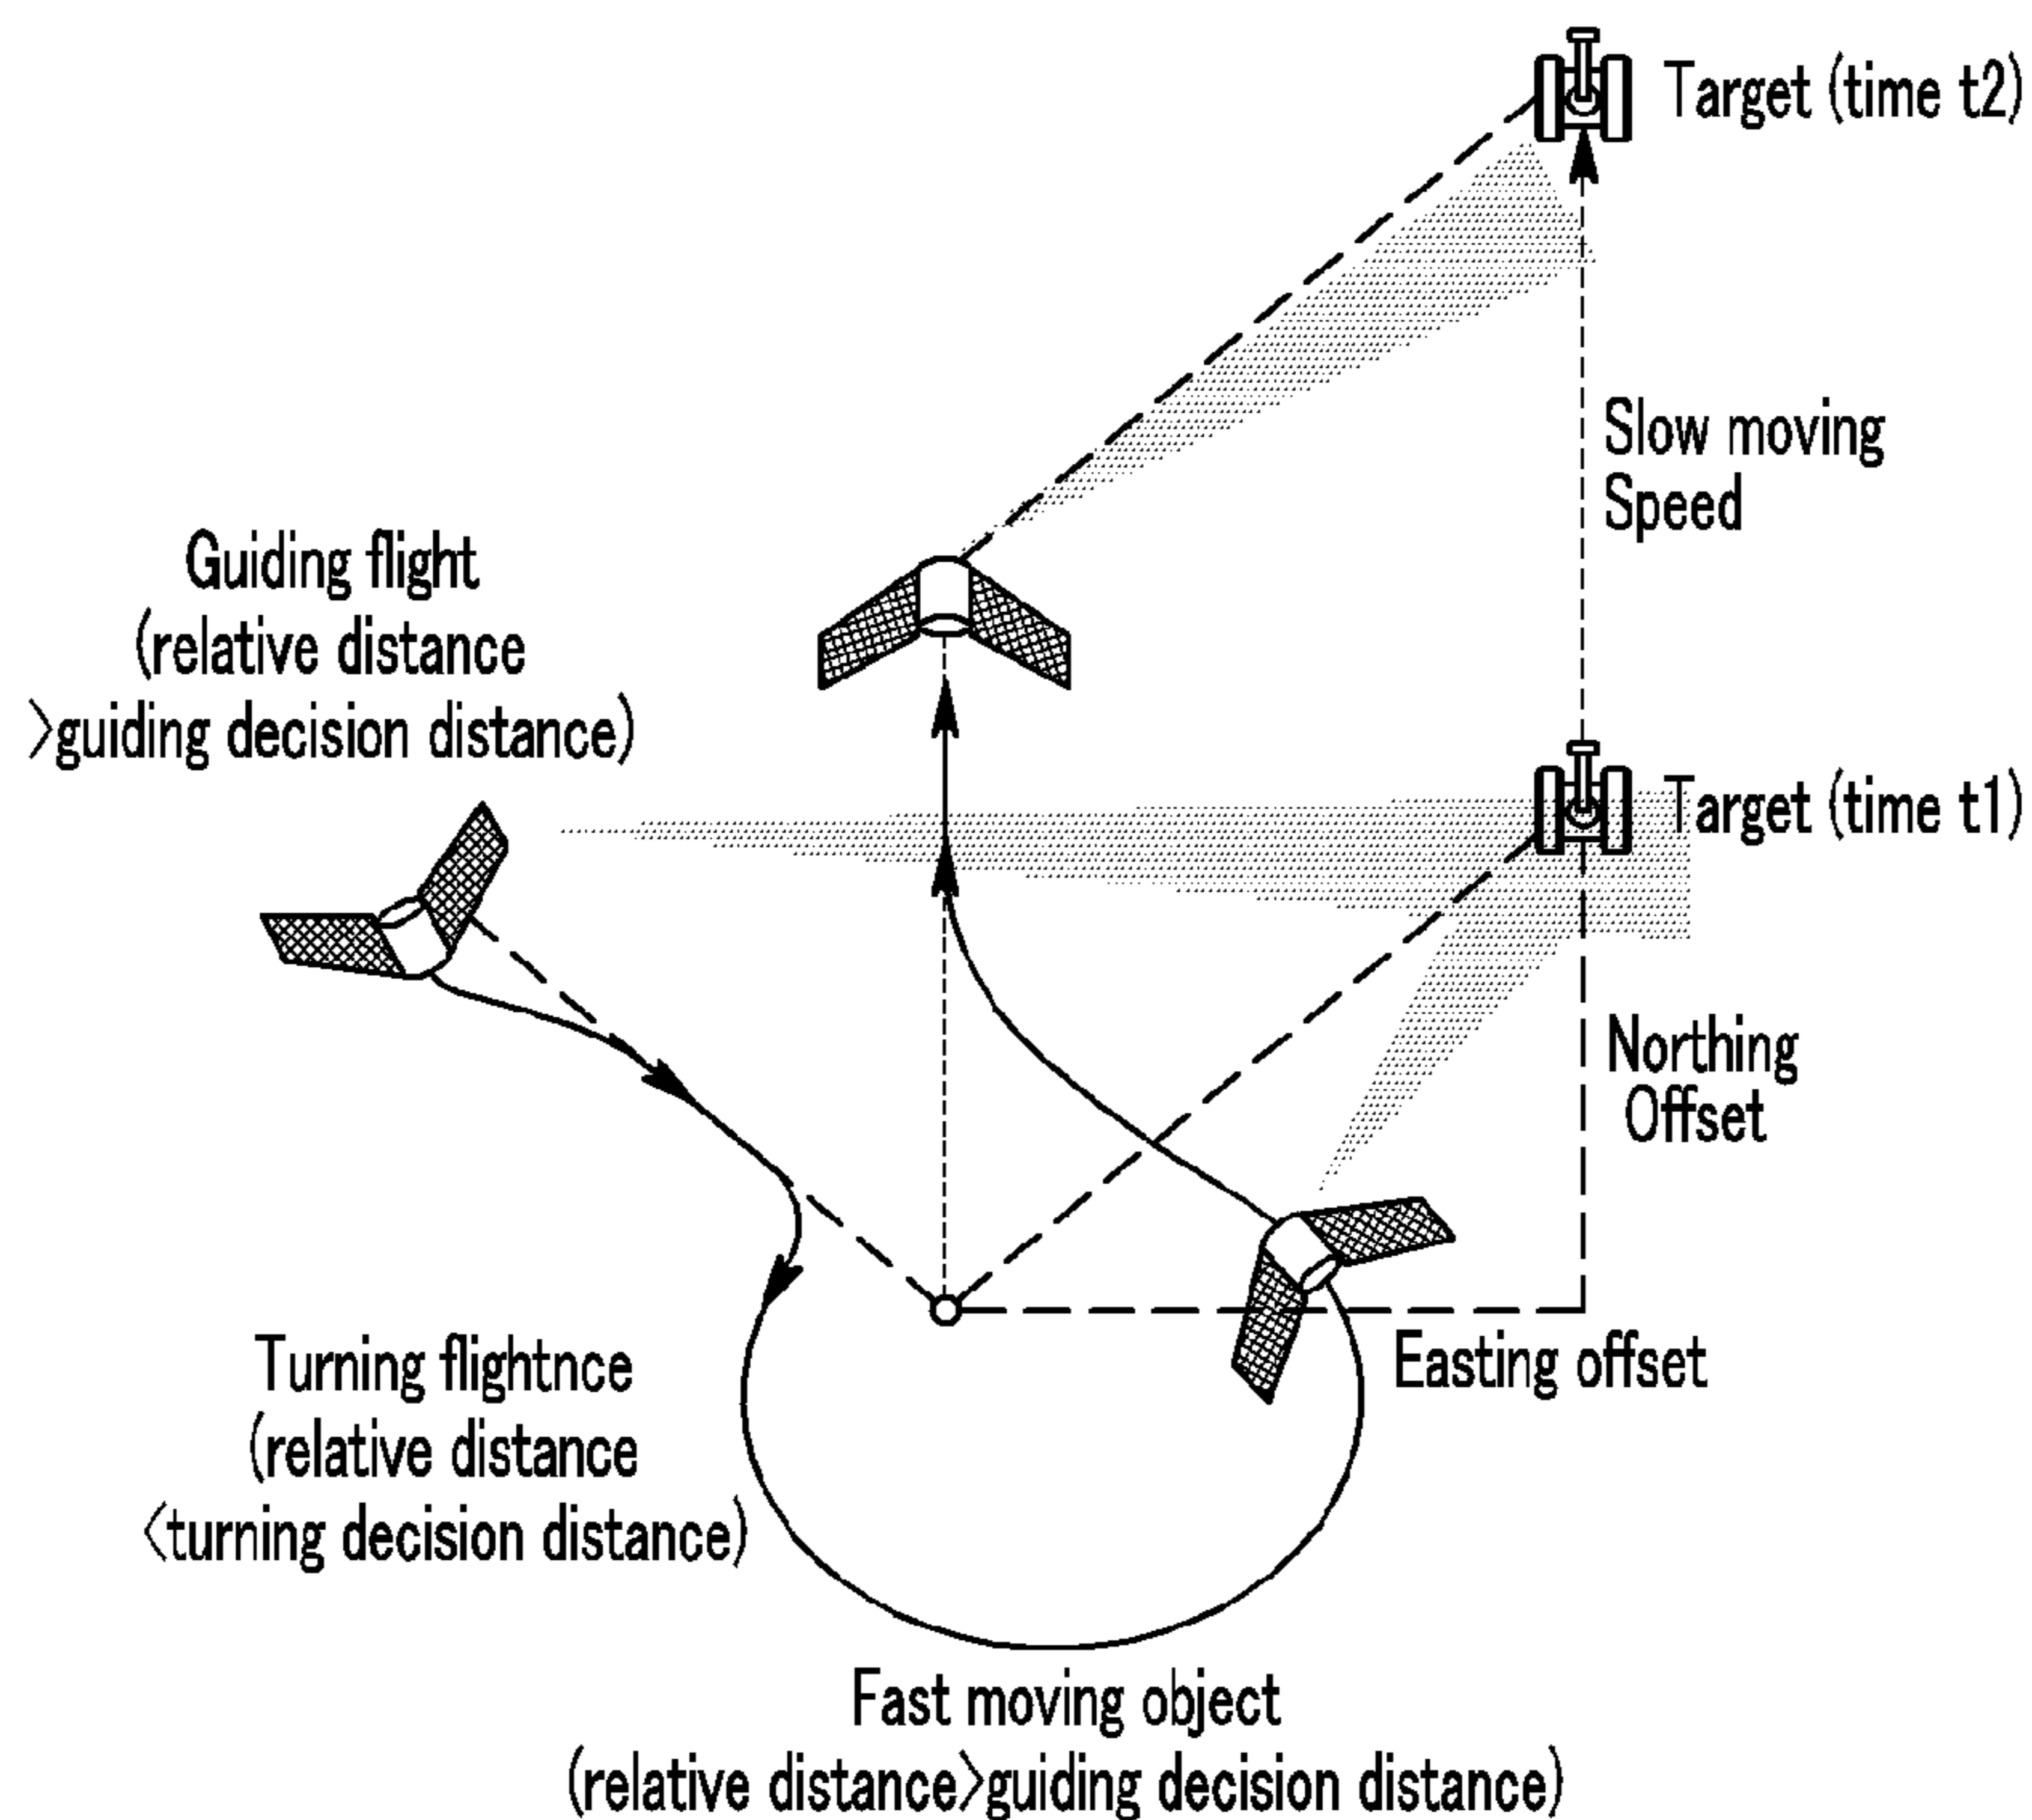 Target (time t2)
Slow moving
Speed
Guiding flight
(relative distance
>guiding decision distance)
Target (time t1)
Northing
Offset
Easting offset
Turning flightnce
(relative distance
<turning decision distance)
Fast moving object
(relative distance>guiding decision distance)